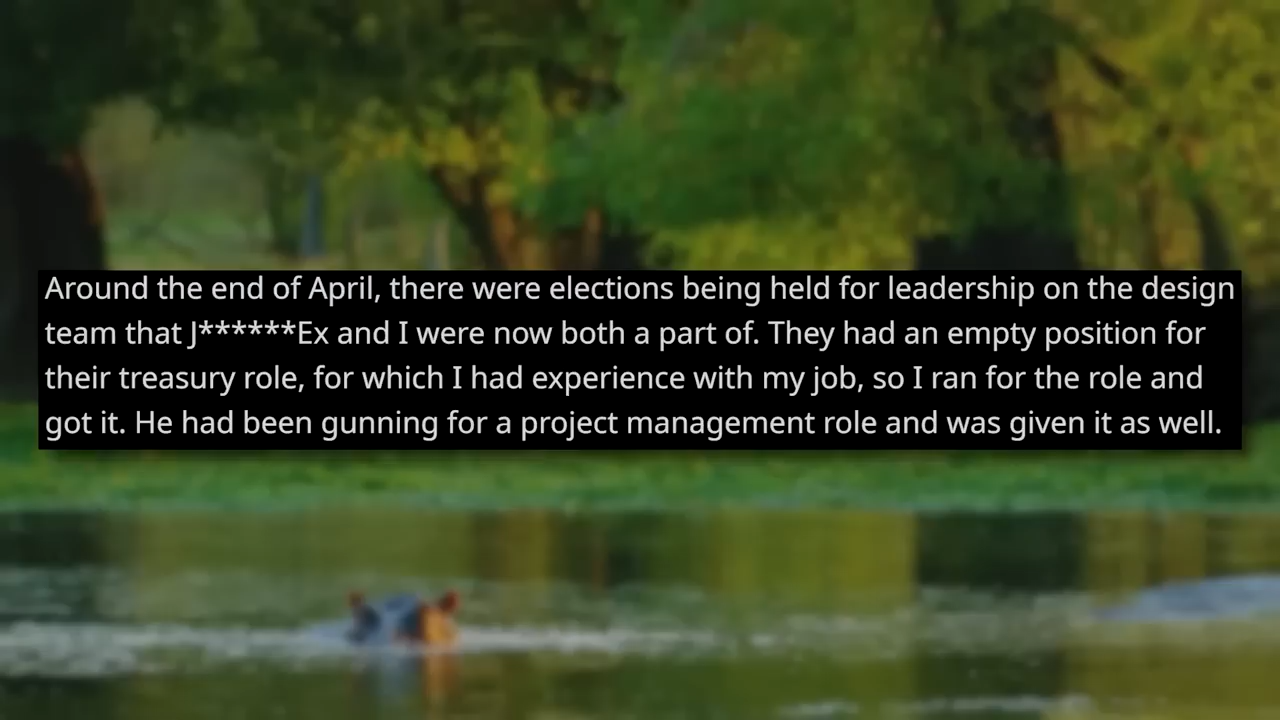 Around the end of April, there were elections being held for leadership on the design
team that J******Ex and I were now both a part of. They had an empty position for
their treasury role, for which I had experience with my job, so I ran for the role and
got it. He had been gunning for a project management role and was given it as well.